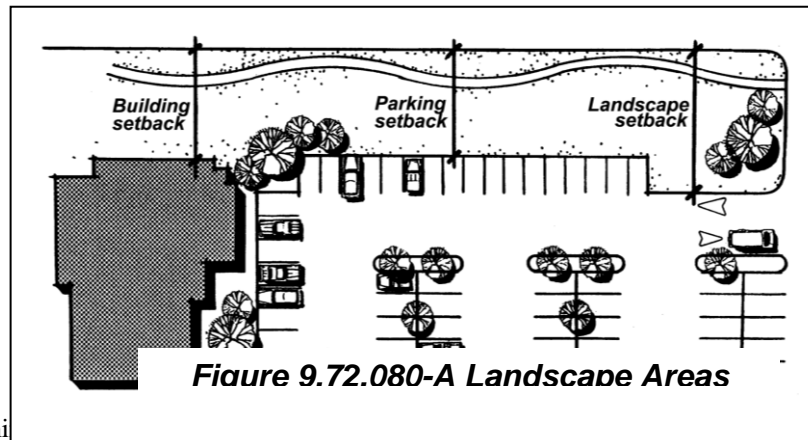 Building
setback
Parking
setback
Landscape
setback
Figure 9.72.080-A Landscape Areas